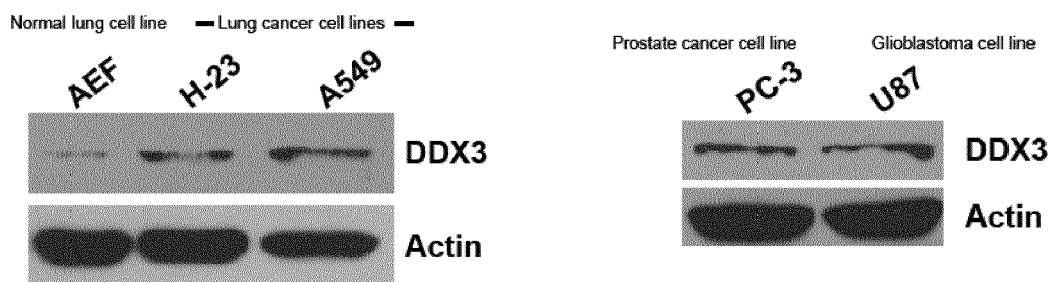 Normal lung cell line
Lung cancer cell lines
AEF
H-23
A549
DDX3
Actin
Prostate cancer cell line
Glioblastoma cell line
PC-3
U87
DDX3
Actin